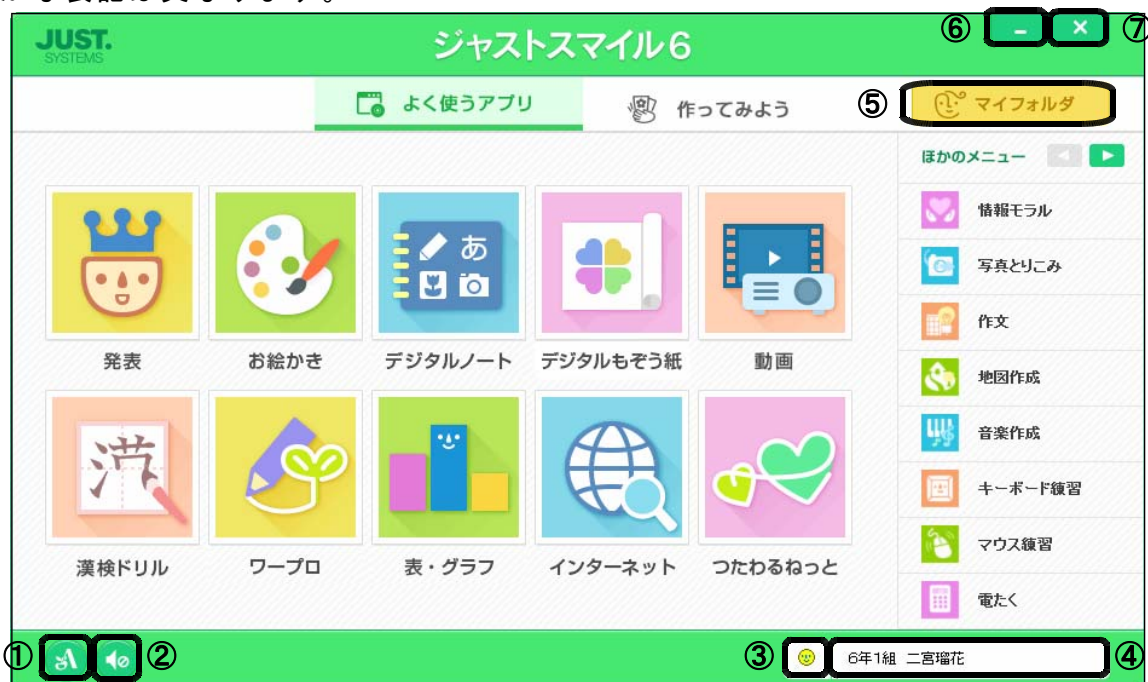 ⑥ ⑦
JUST.
SYSTEMS
ジャストスマイル6
よく使うアプリ
作ってみよう
⑤ マイフォルダ
ほかのメニュー
情報モラル
写真とりこみ
作文
地図作成
音楽作成
キーボード練習
マウス練習
電たく
あ
発表 お絵かき デジタルノート デジタルもぞう紙 動画
漢
漢検ドリル ワープロ 表・グラフ インターネット つたわるねっと
① ②
③ 6年1組 二宮瑠花 ④